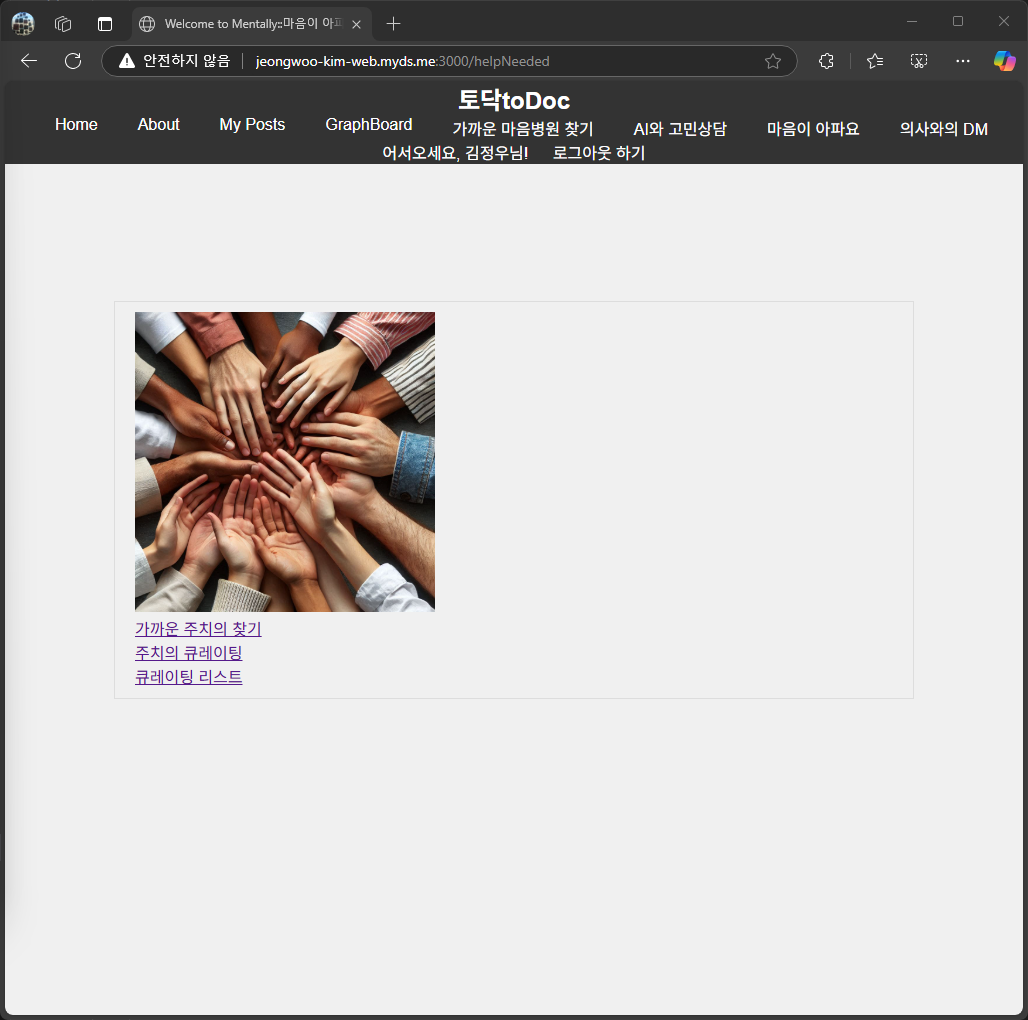 Welcome to Mentally::마음이 아파
안전하지 않음
jeongwoo-kim-web.myds.me:3000/helpNeeded
토닥toDoc
Home About My Posts GraphBoard 가까운 마음병원 찾기 AI와 고민상담 마음이 아파요 의사와의 DM
어서오세요, 김정우님! 로그아웃 하기
가까운 주치의 찾기
주치의 큐레이팅
큐레이팅 리스트